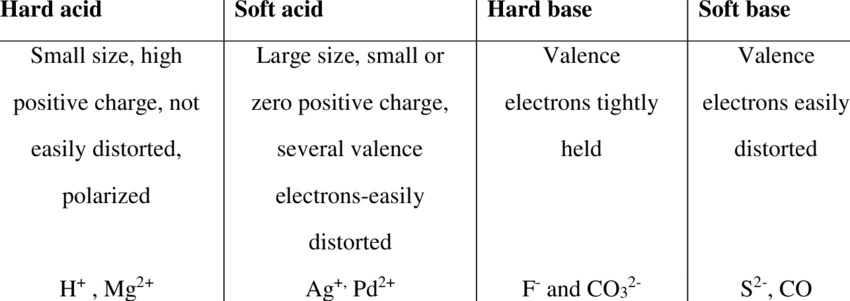 Hard acid Soft acid Hard base Soft base
Small size, high Large size, small or Valence Valence
positive charge, not zero positive charge, electrons tightly electrons easily
easily distorted, several valence held distorted
polarized electrons-easily
distorted
H⁺ , Mg²⁺ Ag⁺, Pd²⁺ F⁻ and CO₃²⁻ S²⁻, CO